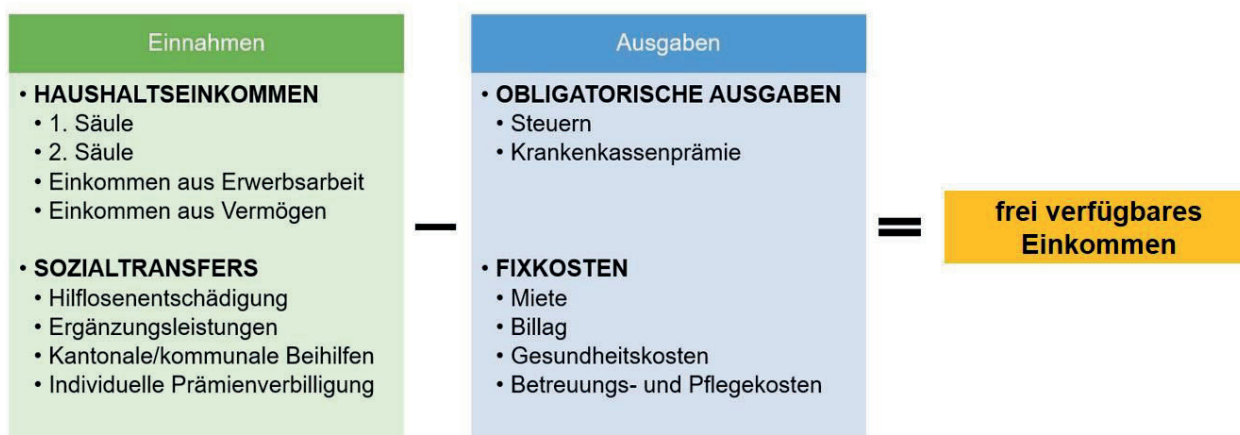 Einnahmen
• HAUSHALTSEINKOMMEN
• 1. Säule
• 2. Säule
• Einkommen aus Erwerbsarbeit
• Einkommen aus Vermögen
• SOZIALTRANSFERS
• Hilflosenentschädigung
• Ergänzungsleistungen
• Kantonale/kommunale Beihilfen
• Individuelle Prämienverbilligung
–
Ausgaben
• OBLIGATORISCHE AUSGABEN
• Steuern
• Krankenkassenprämie
• FIXKOSTEN
• Miete
• Billag
• Gesundheitskosten
• Betreuungs- und Pflegekosten
=
frei verfügbares
Einkommen